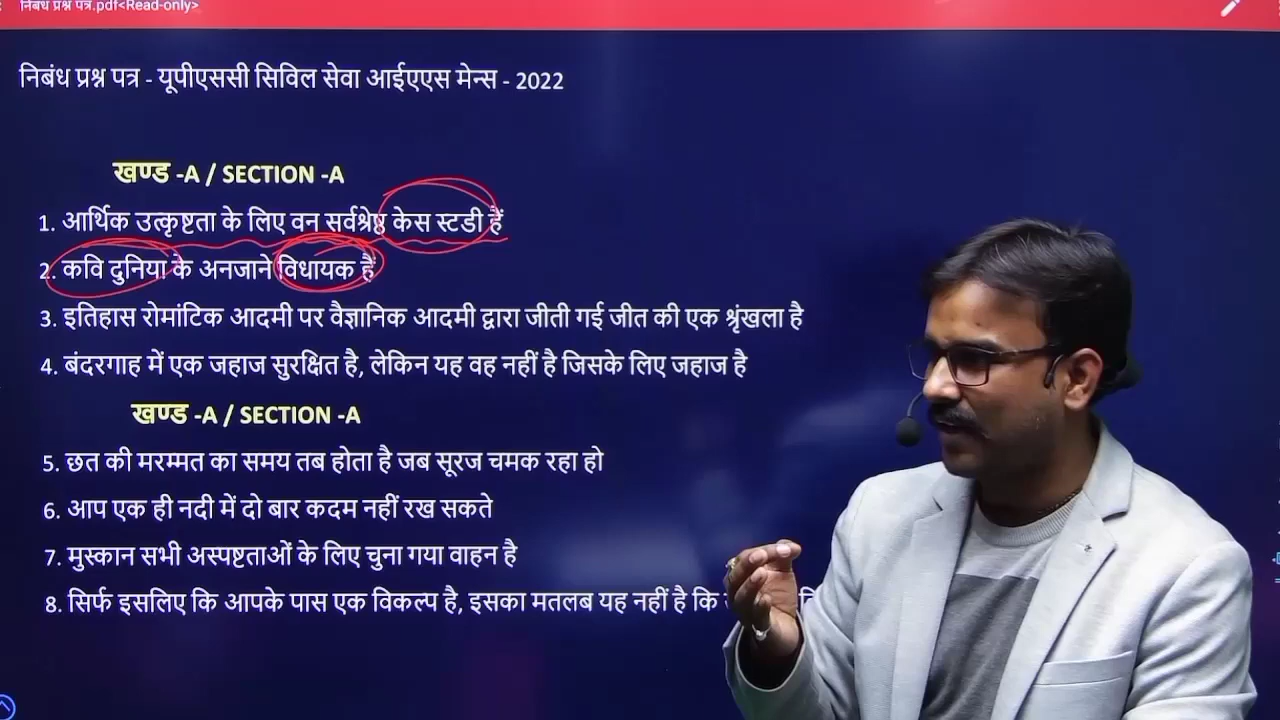 निबंध प्रश्न पत्र.pdf<Read-only>
निबंध प्रश्न पत्र - यूपीएससी सिविल सेवा आईएएस मेन्स - 2022
खण्ड -A / SECTION -A
1. आर्थिक उत्कृष्टता के लिए वन सर्वश्रेष्ठ केस स्टडी हैं
2. कवि दुनिया के अनजाने विधायक हैं
3. इतिहास रोमांटिक आदमी पर वैज्ञानिक आदमी द्वारा जीती गई जीत की एक श्रृंखला है
4. बंदरगाह में एक जहाज सुरक्षित है, लेकिन यह वह नहीं है जिसके लिए जहाज है
खण्ड -A / SECTION -A
5. छत की मरम्मत का समय तब होता है जब सूरज चमक रहा हो
6. आप एक ही नदी में दो बार कदम नहीं रख सकते
7. मुस्कान सभी अस्पष्टताओं के लिए चुना गया वाहन है
8. सिर्फ इसलिए कि आपके पास एक विकल्प है, इसका मतलब यह नहीं है कि